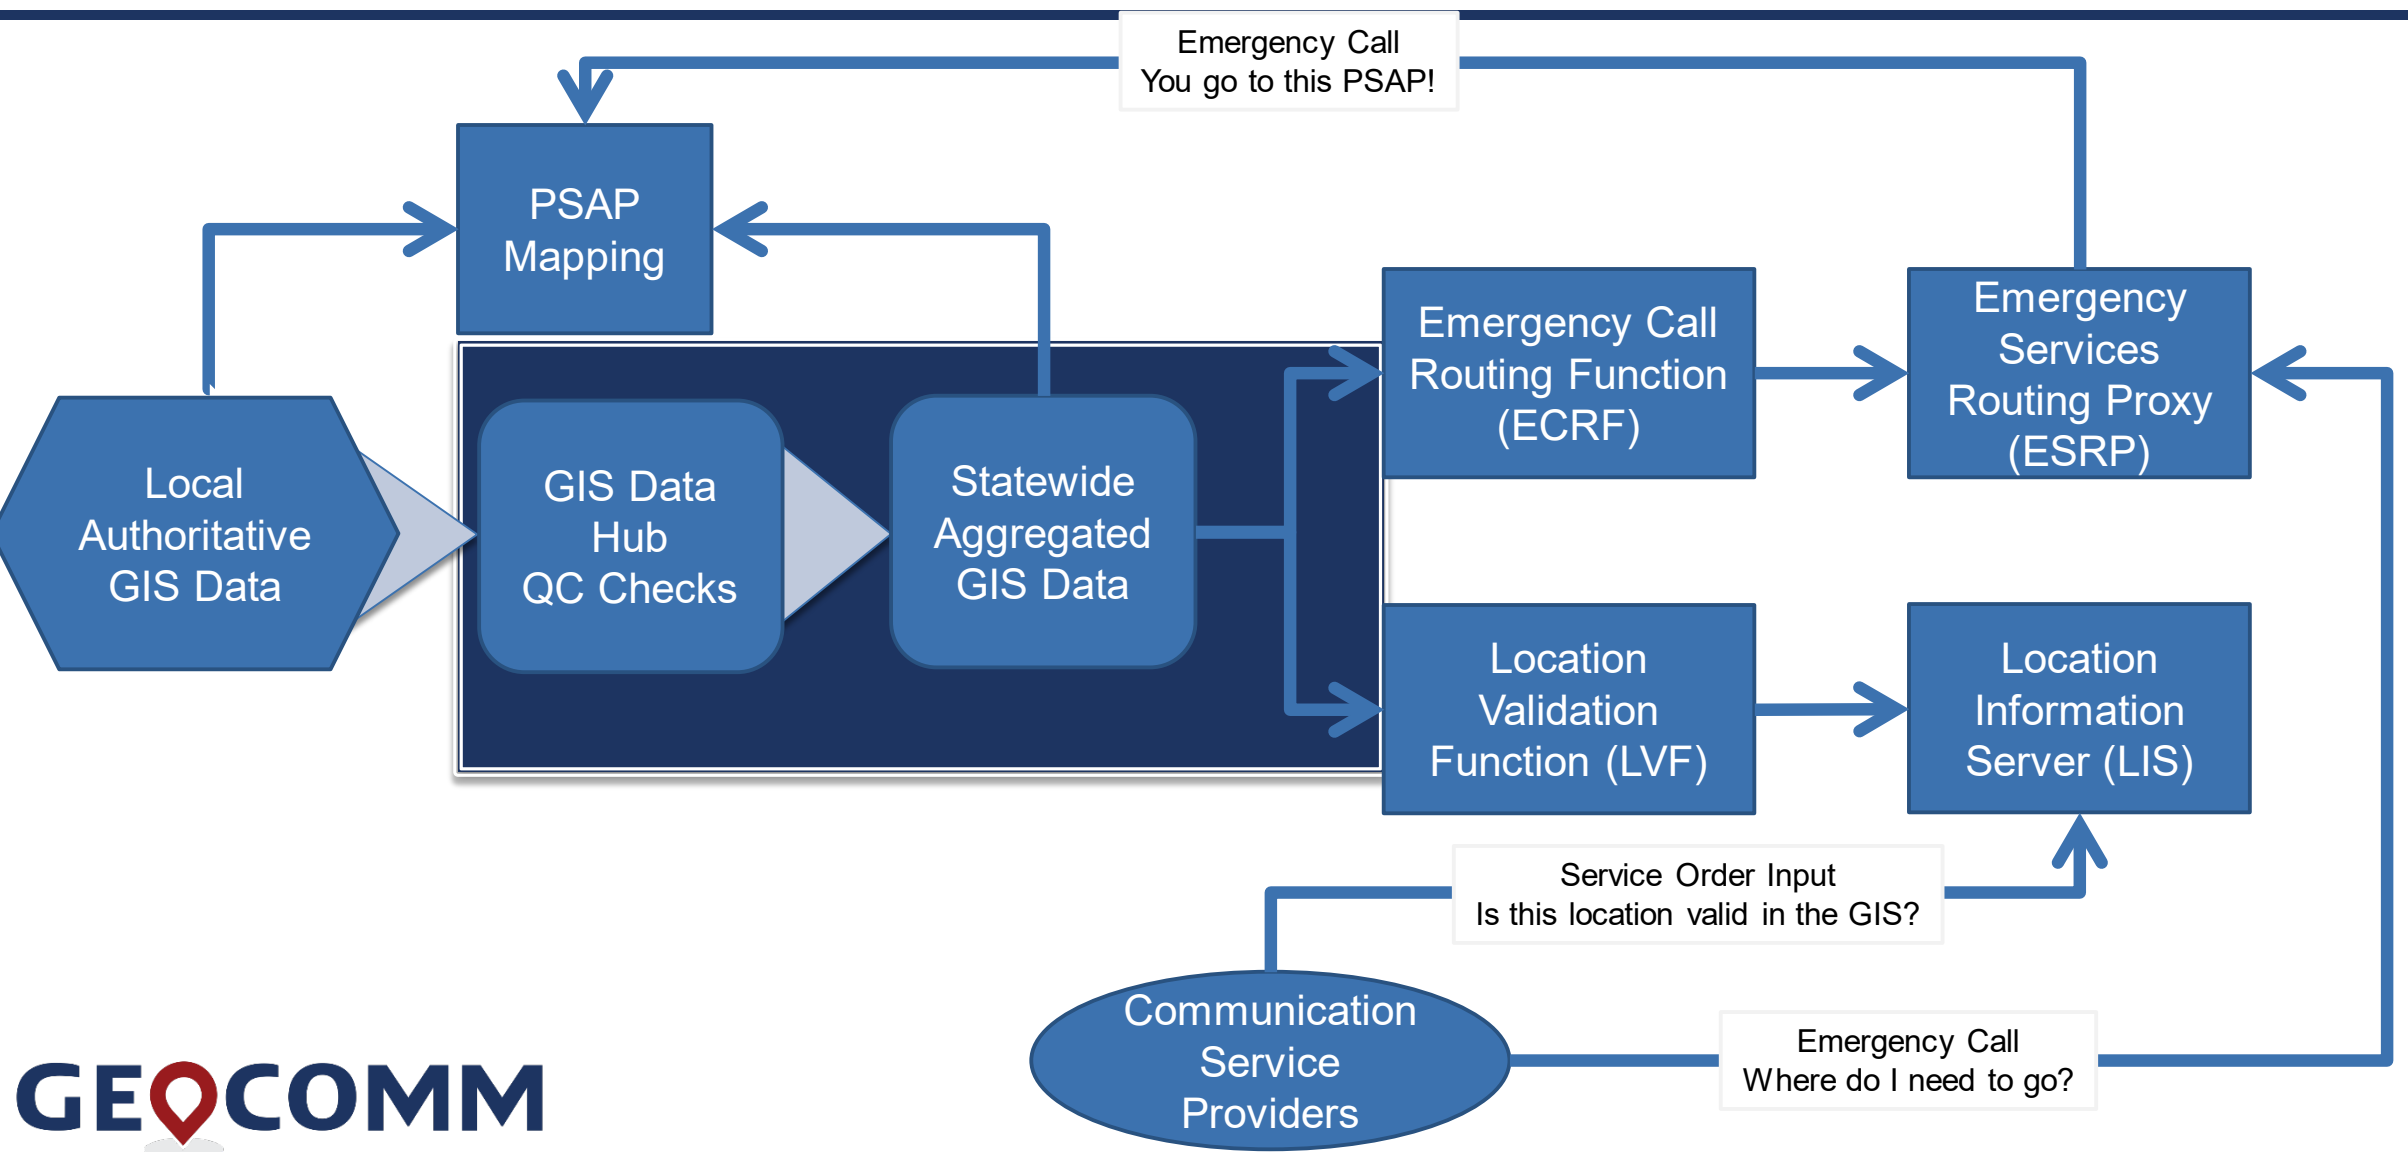 Emergency Call
You go to this PSAP!
PSAP
Mapping
Emergency Call
Routing Function
(ECRF)
Emergency
Services
Routing Proxy
(ESRP)
Local
Authoritative
GIS Data
GIS Data
Hub
QC Checks
Statewide
Aggregated
GIS Data
Location
Validation
Function (LVF)
Location
Information
Server (LIS)
Service Order Input
Is this location valid in the GIS?
Communication
Service
Providers
Emergency Call
Where do I need to go?
GEOCOMM